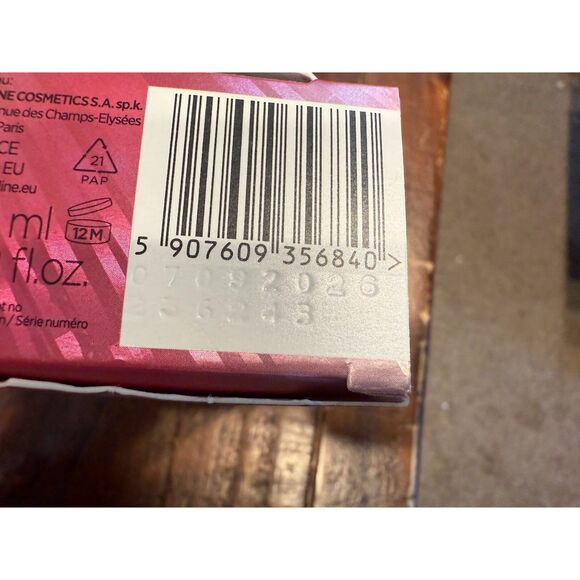 NE COSMETICS S.A. sp.k.
nue des Champs-Elysées
Paris
CE
EU
line.eu
21
PAP
ml
12M
fl.oz.
5 907609 356840 >
07092026
236243
/ Série numéro